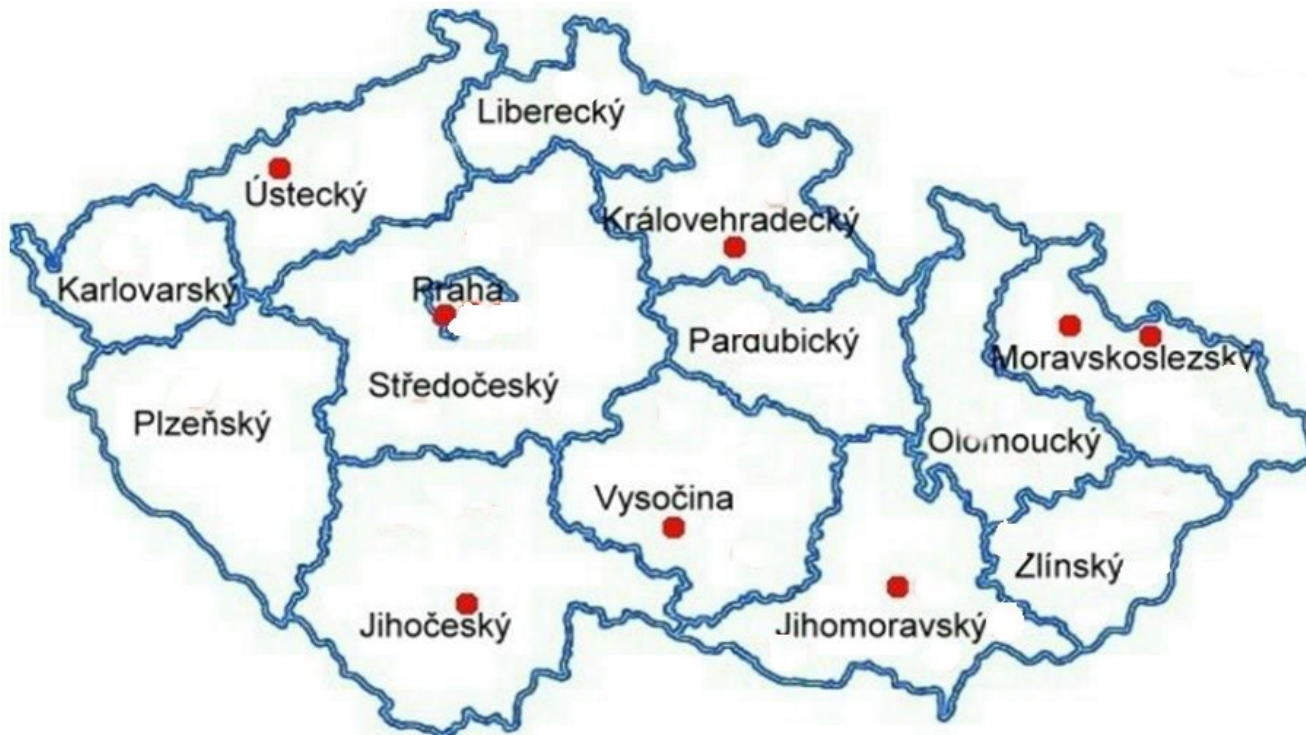 Liberecký
Ústecký
Královehradecký
Karlovarský
Praha
Pardubický
Moravskoslezský
Středočeský
Plzeňský
Olomoucký
Vysočina
Zlínský
Jihočeský
Jihomoravský